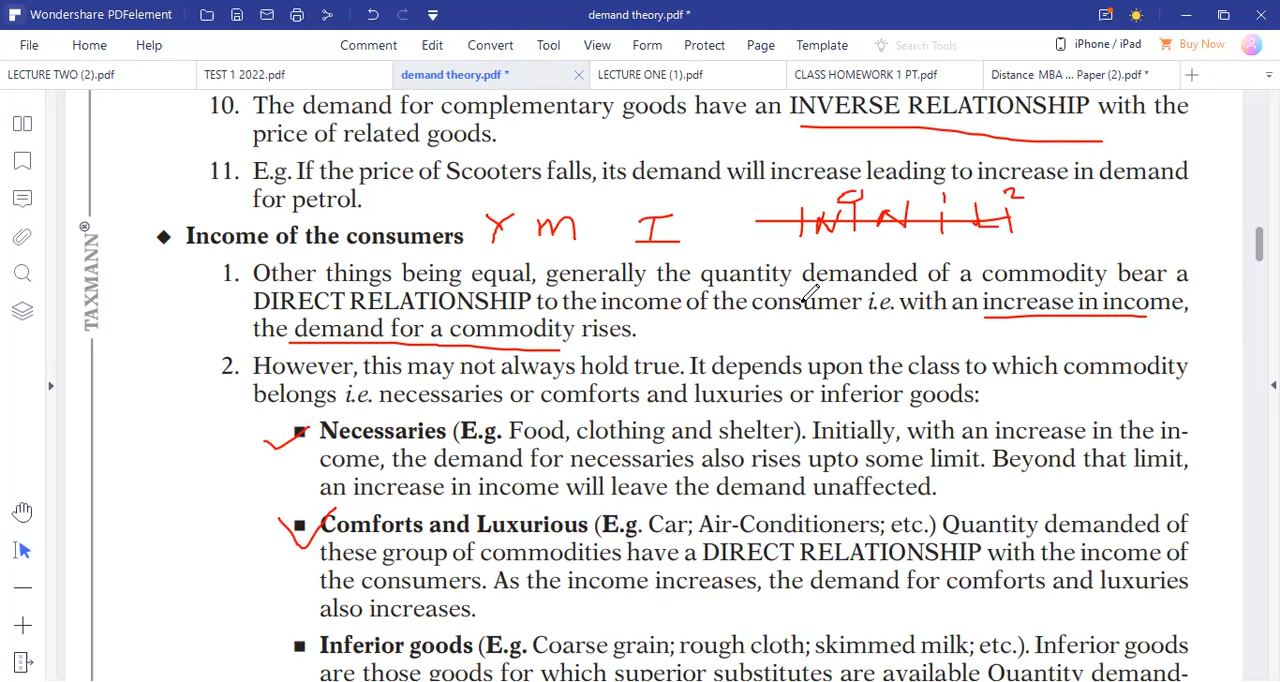 Wondershare PDFelement
demand theory.pdf *
File Home Help Comment Edit Convert Tool View Form Protect Page Template Search Tools iPhone / iPad Buy Now
LECTURE TWO (2).pdf TEST 1 2022.pdf demand theory.pdf * LECTURE ONE (1).pdf CLASS HOMEWORK 1 PT.pdf Distance MBA ... Paper (2).pdf *
10. The demand for complementary goods have an INVERSE RELATIONSHIP with the
price of related goods.
11. E.g. If the price of Scooters falls, its demand will increase leading to increase in demand
for petrol.
◆ Income of the consumers Y M I
TAXMANN®
1. Other things being equal, generally the quantity demanded of a commodity bear a
DIRECT RELATIONSHIP to the income of the consumer i.e. with an increase in income,
the demand for a commodity rises.
2. However, this may not always hold true. It depends upon the class to which commodity
belongs i.e. necessaries or comforts and luxuries or inferior goods:
■ Necessaries (E.g. Food, clothing and shelter). Initially, with an increase in the in-
come, the demand for necessaries also rises upto some limit. Beyond that limit,
an increase in income will leave the demand unaffected.
■ Comforts and Luxurious (E.g. Car; Air-Conditioners; etc.) Quantity demanded of
these group of commodities have a DIRECT RELATIONSHIP with the income of
the consumers. As the income increases, the demand for comforts and luxuries
also increases.
■ Inferior goods (E.g. Coarse grain; rough cloth; skimmed milk; etc.). Inferior goods
are those goods for which superior substitutes are available Quantity demand-